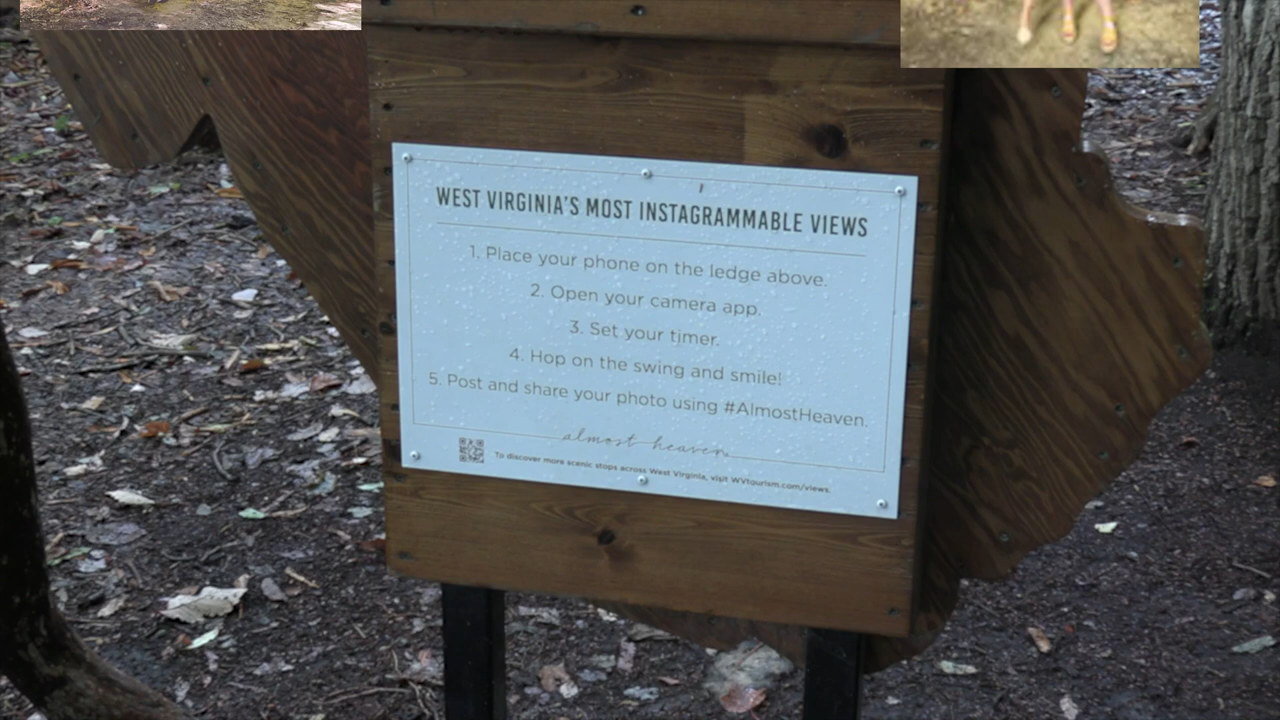 WEST VIRGINIA'S MOST INSTAGRAMMABLE VIEWS
1. Place your phone on the ledge above.
2. Open your camera app.
3. Set your timer.
4. Hop on the swing and smile!
5. Post and share your photo using #AlmostHeaven.
almost heaven
To discover more scenic stops across West Virginia, visit WVtourism.com/views.